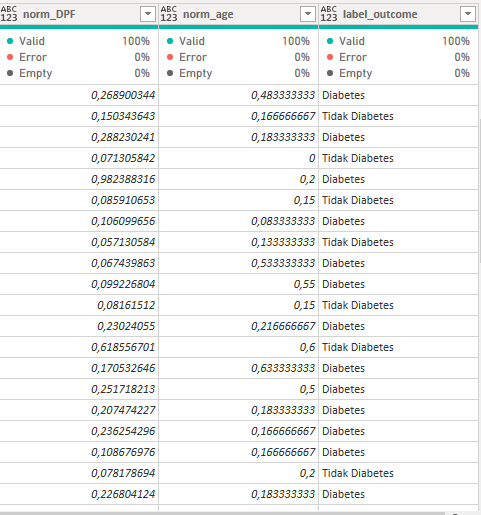 ABC 123 norm_DPF ABC 123 norm_age ABC 123 label_outcome
Valid 100% Valid 100% Valid 100%
Error 0% Error 0% Error 0%
Empty 0% Empty 0% Empty 0%
0,268900344 0,483333333 Diabetes
0,150343643 0,166666667 Tidak Diabetes
0,288230241 0,183333333 Diabetes
0,071305842 0 Tidak Diabetes
0,982388316 0,2 Diabetes
0,085910653 0,15 Tidak Diabetes
0,106099656 0,083333333 Diabetes
0,057130584 0,133333333 Tidak Diabetes
0,067439863 0,533333333 Diabetes
0,099226804 0,55 Diabetes
0,08161512 0,15 Tidak Diabetes
0,23024055 0,216666667 Diabetes
0,618556701 0,6 Tidak Diabetes
0,170532646 0,633333333 Diabetes
0,251718213 0,5 Diabetes
0,207474227 0,183333333 Diabetes
0,236254296 0,166666667 Diabetes
0,108676976 0,166666667 Diabetes
0,078178694 0,2 Tidak Diabetes
0,226804124 0,183333333 Diabetes